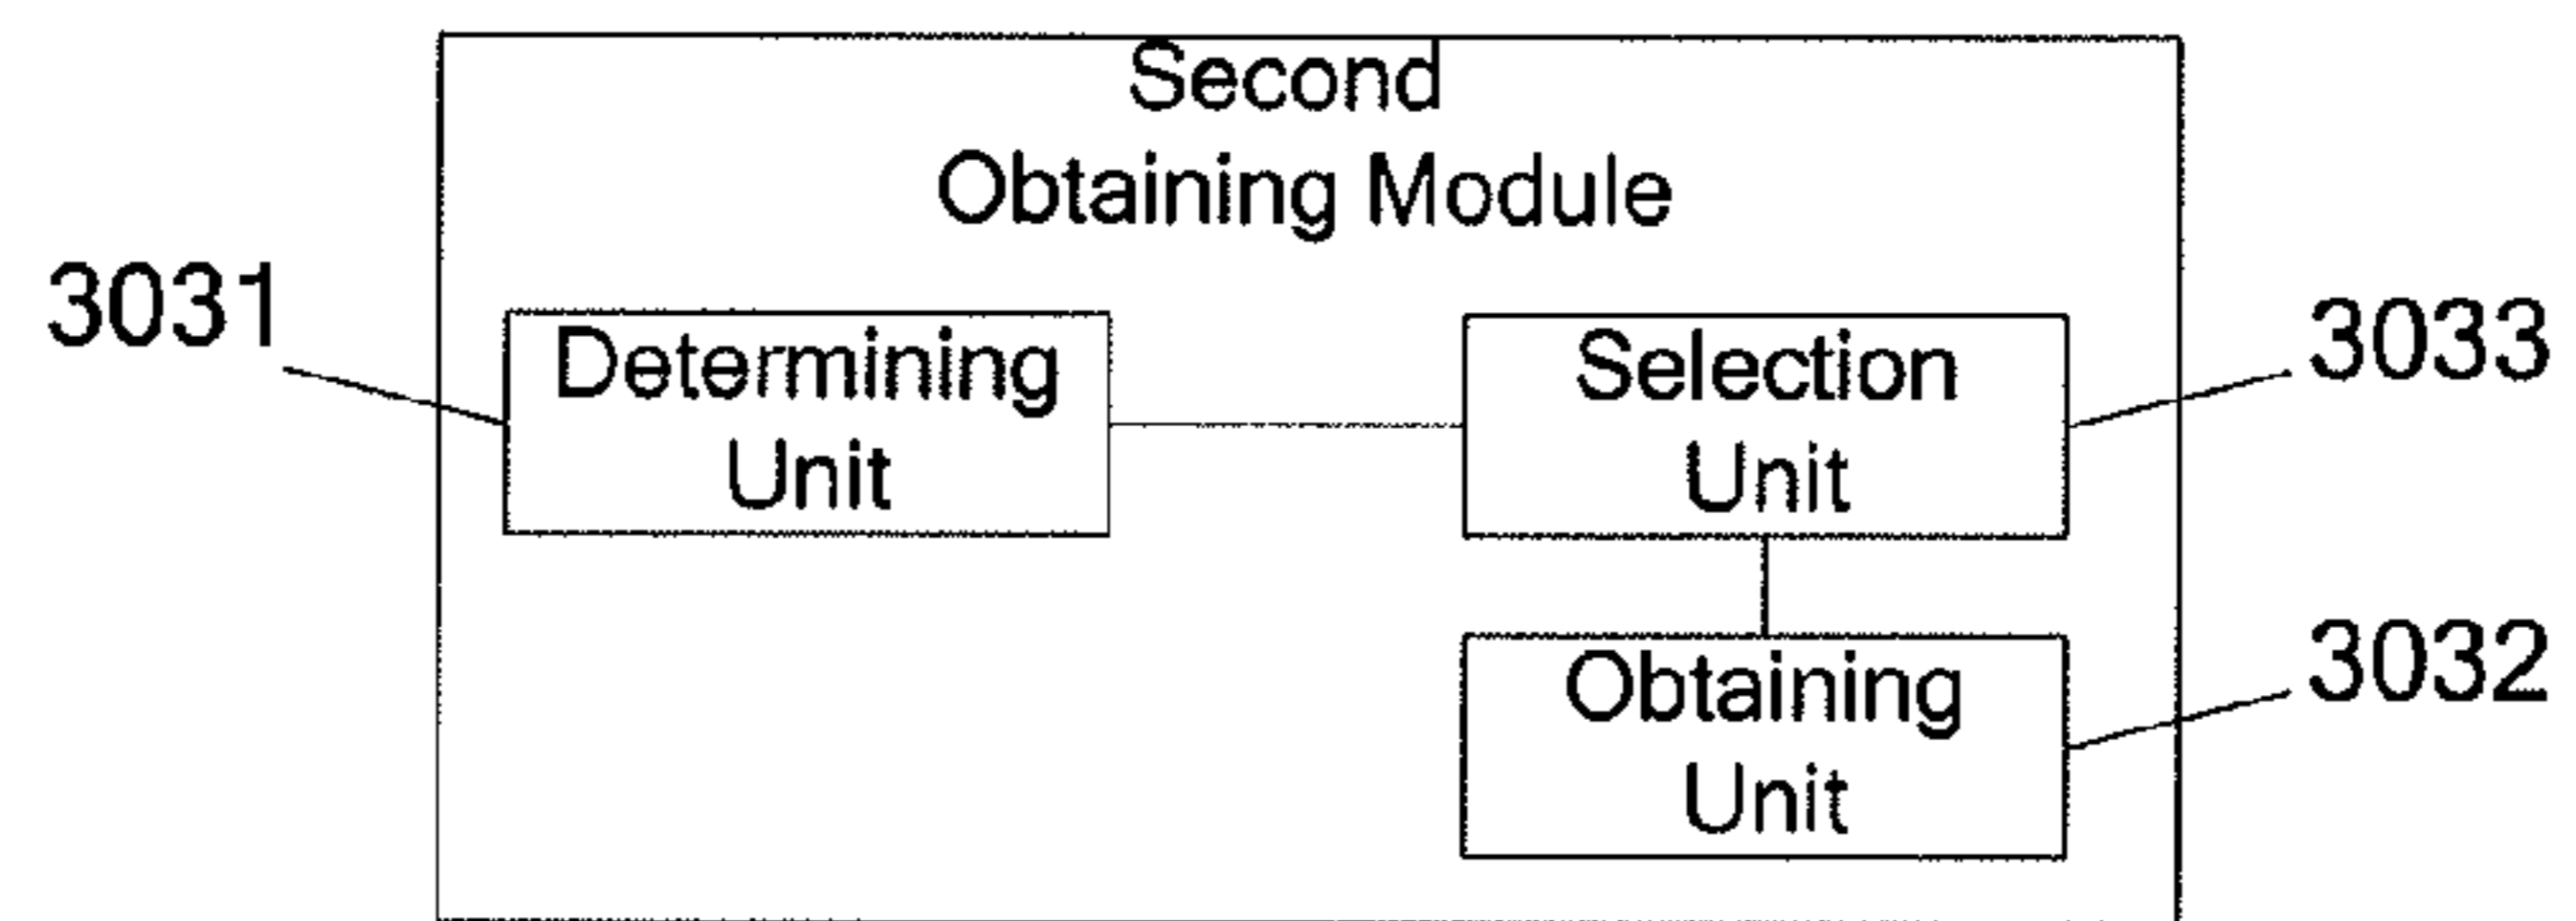 Second
Obtaining Module
3031
Determining
Unit
Selection
Unit
3033
Obtaining
Unit
3032